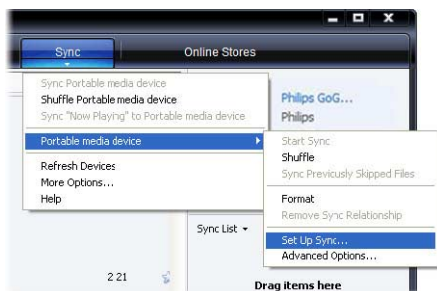 Sync
Online Stores
Sync Portable media device
Shuffle Portable media device
Sync "Now Playing" to Portable media device
Portable media device
Refresh Devices
More Options...
Help
Philips GoG...
Philips
Start Sync
Shuffle
Sync Previously Skipped Files
Format
Remove Sync Relationship
Set Up Sync...
Advanced Options...
Sync List
2 21
Drag items here